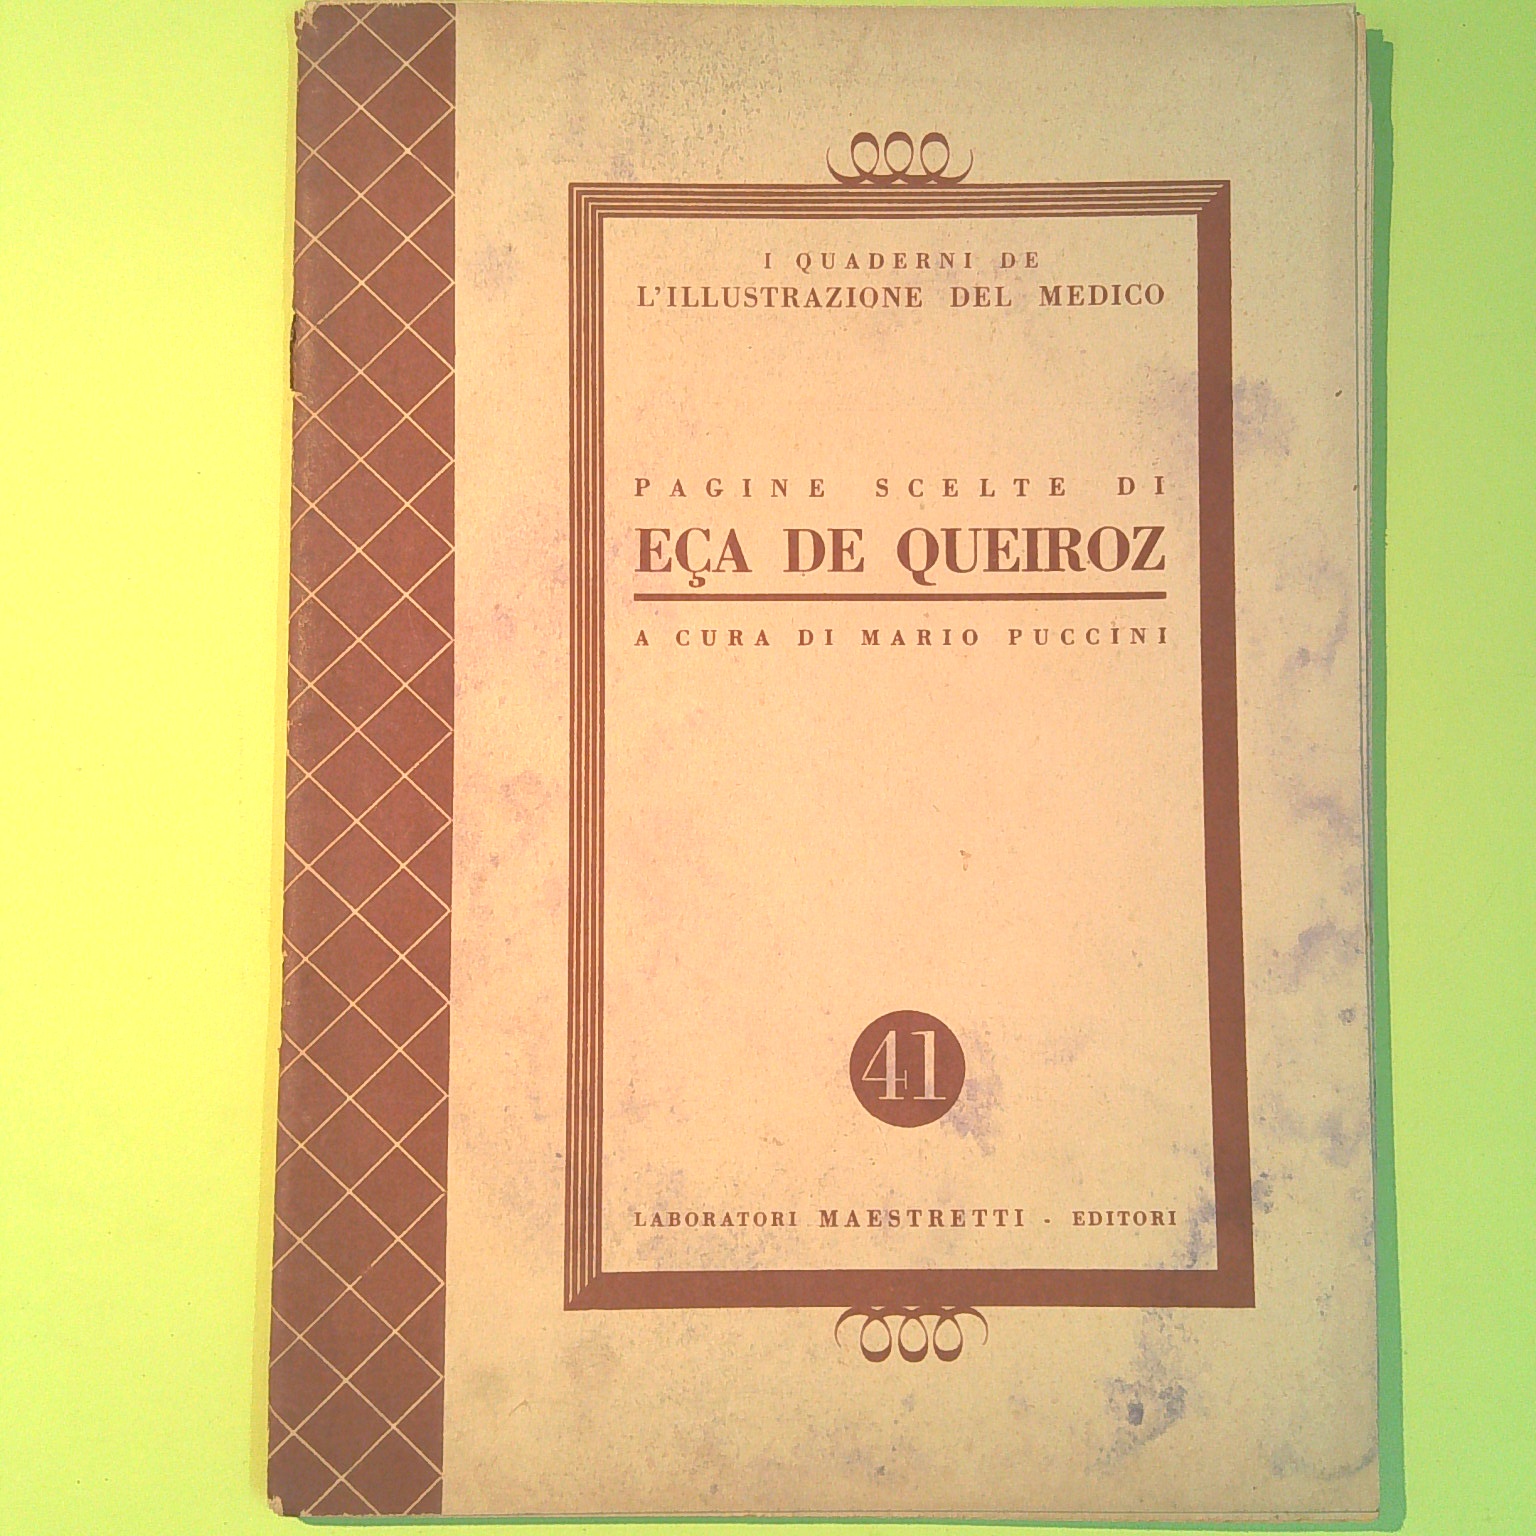 I QUADERNI DE
L'ILLUSTRAZIONE DEL MEDICO
PAGINE SCELTE DI
EÇA DE QUEIROZ
A CURA DI MARIO PUCCINI
41
LABORATORI MAESTRETTI - EDITORI